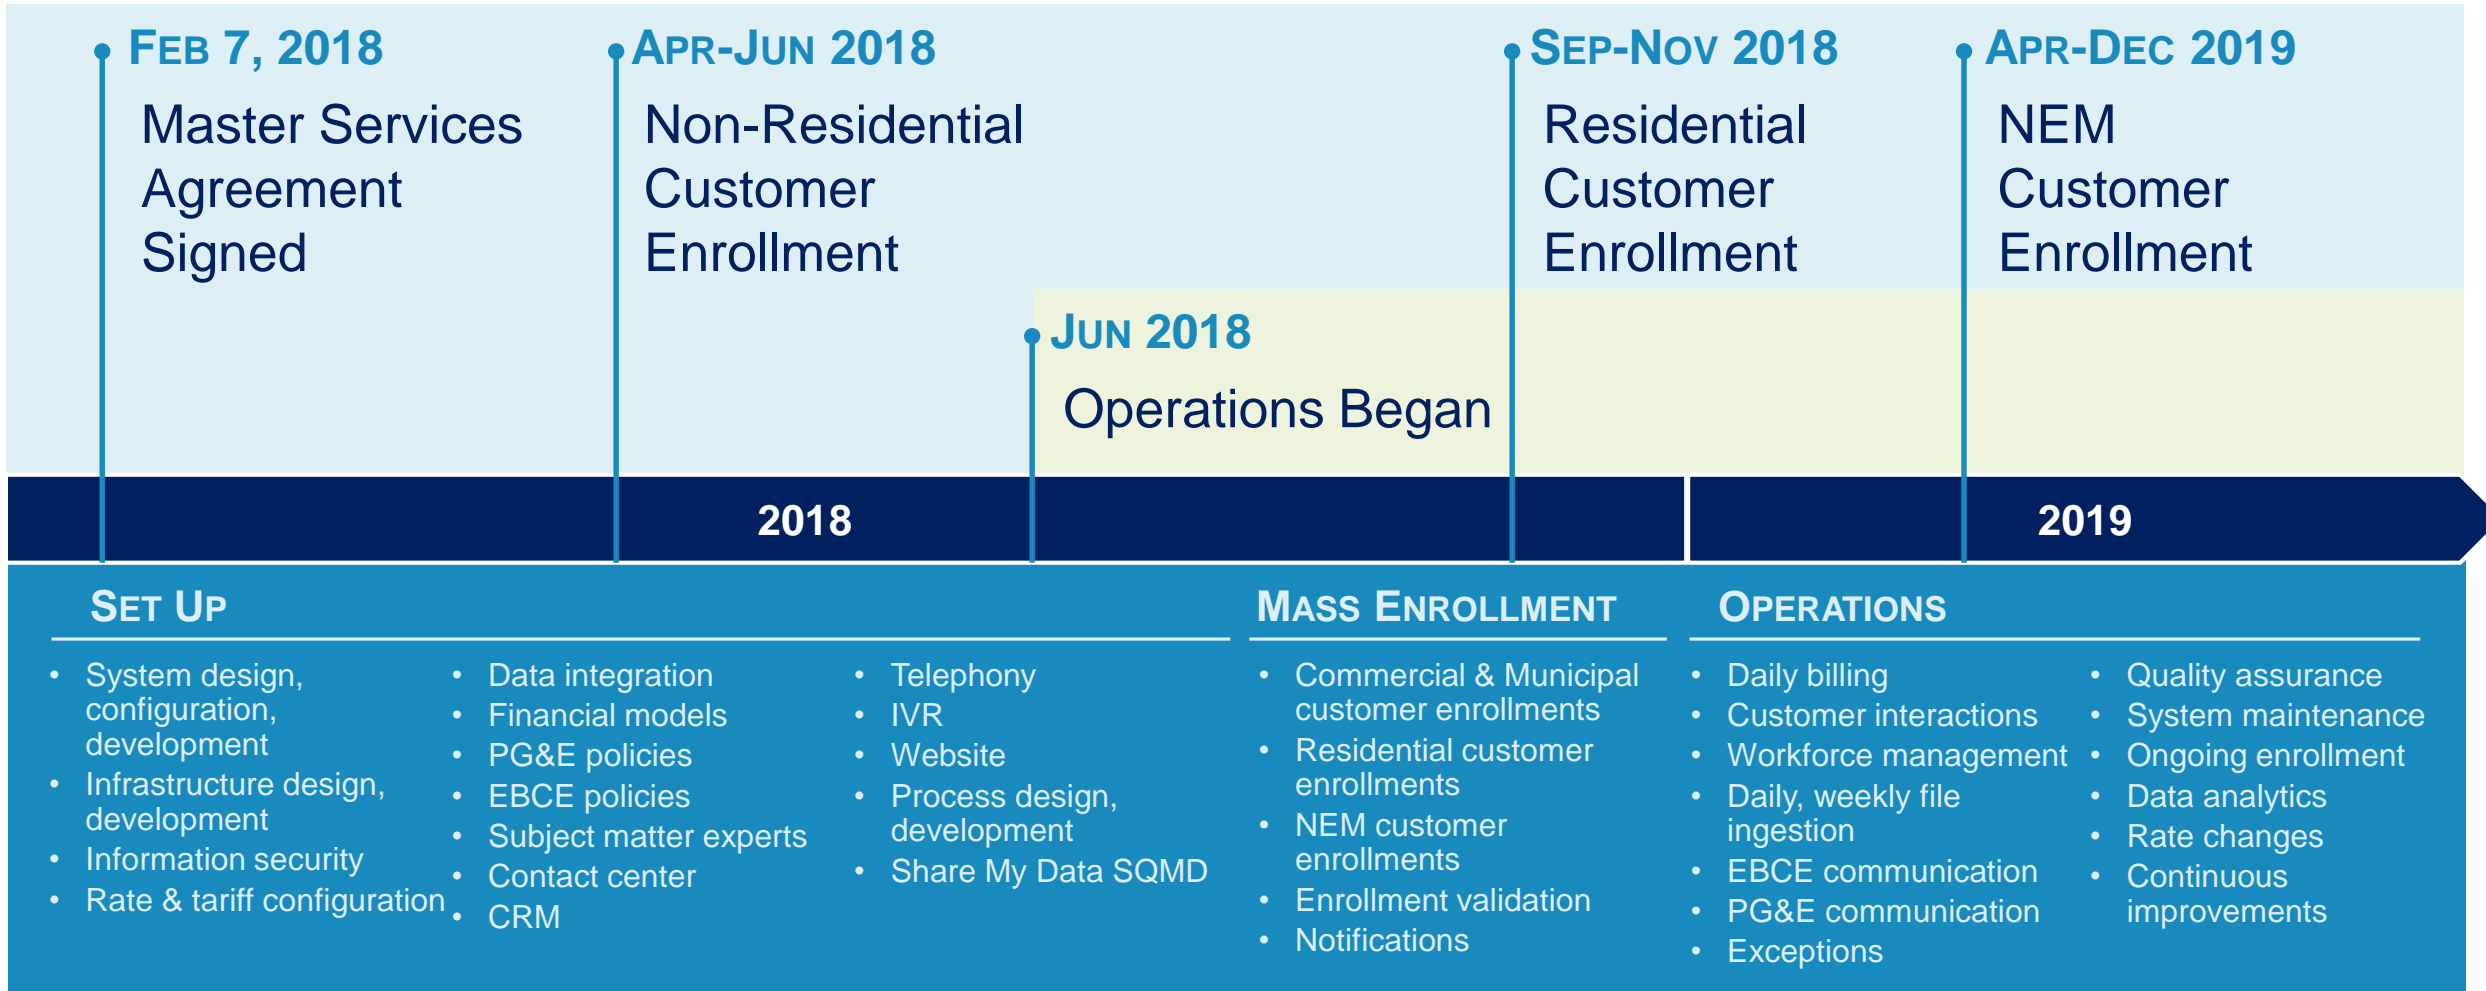 FEB 7, 2018
Master Services
Agreement
Signed
APR-JUN 2018
Non-Residential
Customer
Enrollment
JUN 2018
Operations Began
SEP-NOV 2018
Residential
Customer
Enrollment
APR-DEC 2019
NEM
Customer
Enrollment
2018
2019
SET UP
• System design,
configuration,
development
• Infrastructure design,
development
• Information security
• Rate & tariff configuration
• Data integration
• Financial models
• PG&E policies
• EBCE policies
• Subject matter experts
• Contact center
• CRM
• Telephony
• IVR
• Website
• Process design,
development
• Share My Data SQMD
MASS ENROLLMENT
• Commercial & Municipal
customer enrollments
• Residential customer
enrollments
• NEM customer
enrollments
• Enrollment validation
• Notifications
OPERATIONS
• Daily billing
• Customer interactions
• Workforce management
• Daily, weekly file
ingestion
• EBCE communication
• PG&E communication
• Exceptions
• Quality assurance
• System maintenance
• Ongoing enrollment
• Data analytics
• Rate changes
• Continuous
improvements